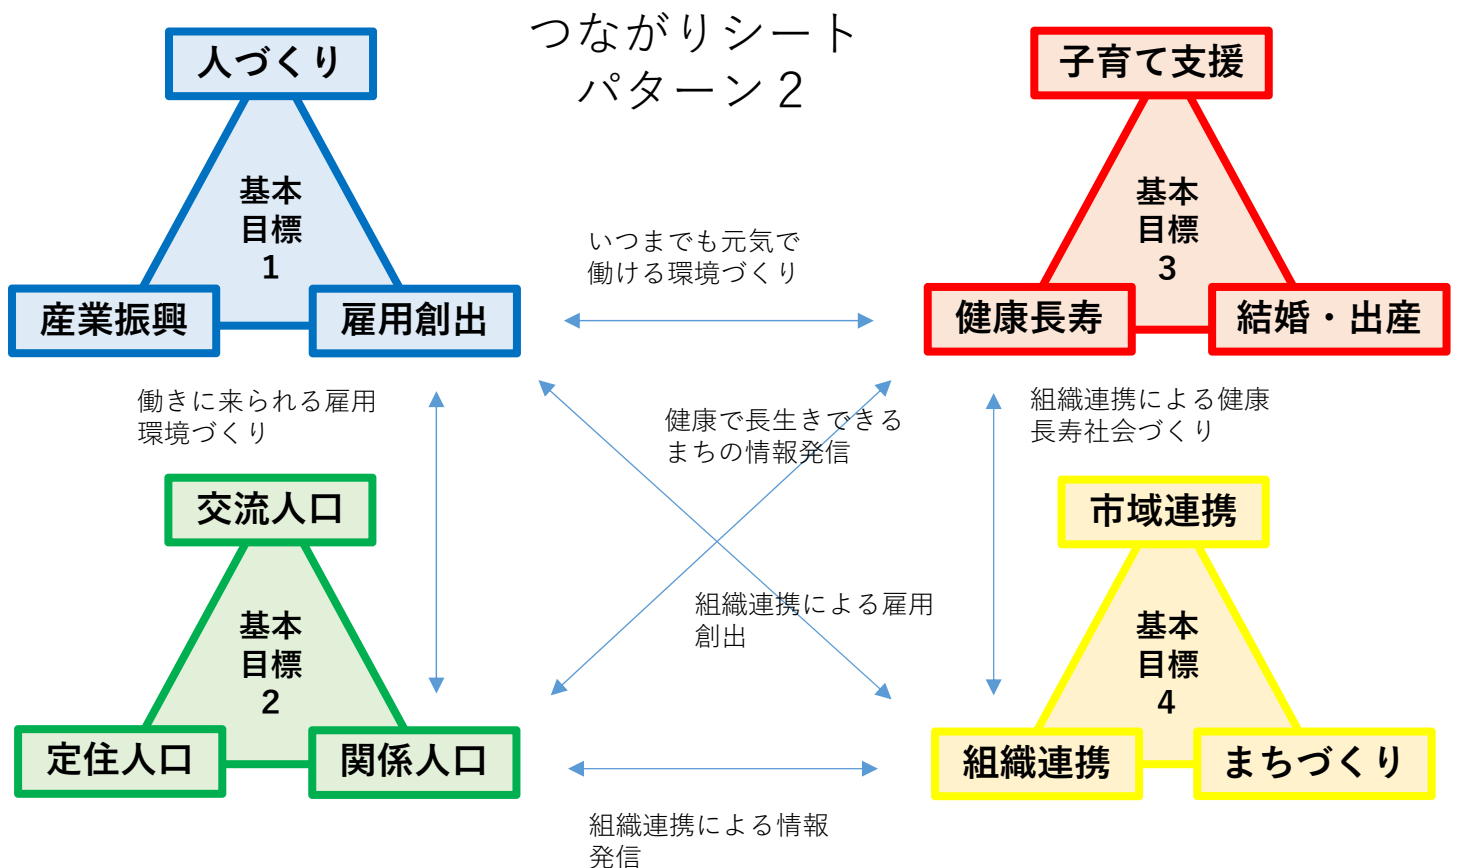 つながりシート
パターン２
人づくり
基本
目標
1
産業振興
雇用創出
子育て支援
基本
目標
3
健康長寿
結婚・出産
いつまでも元気で
働ける環境づくり
働きに来られる雇用
環境づくり
健康で長生きできる
まちの情報発信
組織連携による健康
長寿社会づくり
交流人口
基本
目標
2
定住人口
関係人口
組織連携による雇用
創出
市域連携
基本
目標
4
組織連携
まちづくり
組織連携による情報
発信